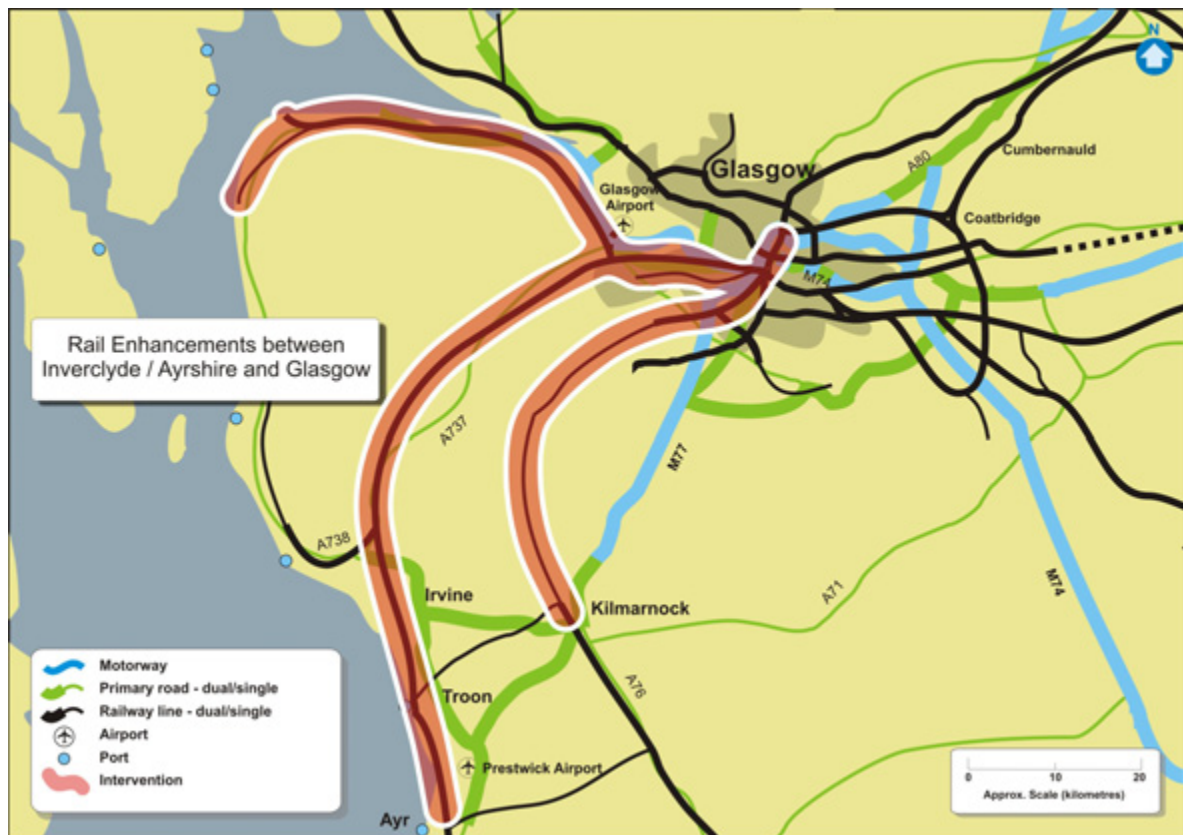 N
Cumbernauld
A80
Glasgow
Glasgow
Airport
Coatbridge
M74
Rail Enhancements between
Inverclyde / Ayrshire and Glasgow
A737
M77
A738
Irvine
Kilmarnock
A71
M74
Troon
A76
Prestwick Airport
Ayr
Motorway
Primary road - dual/single
Railway line - dual/single
Airport
Port
Intervention
0 10 20
Approx. Scale (kilometres)